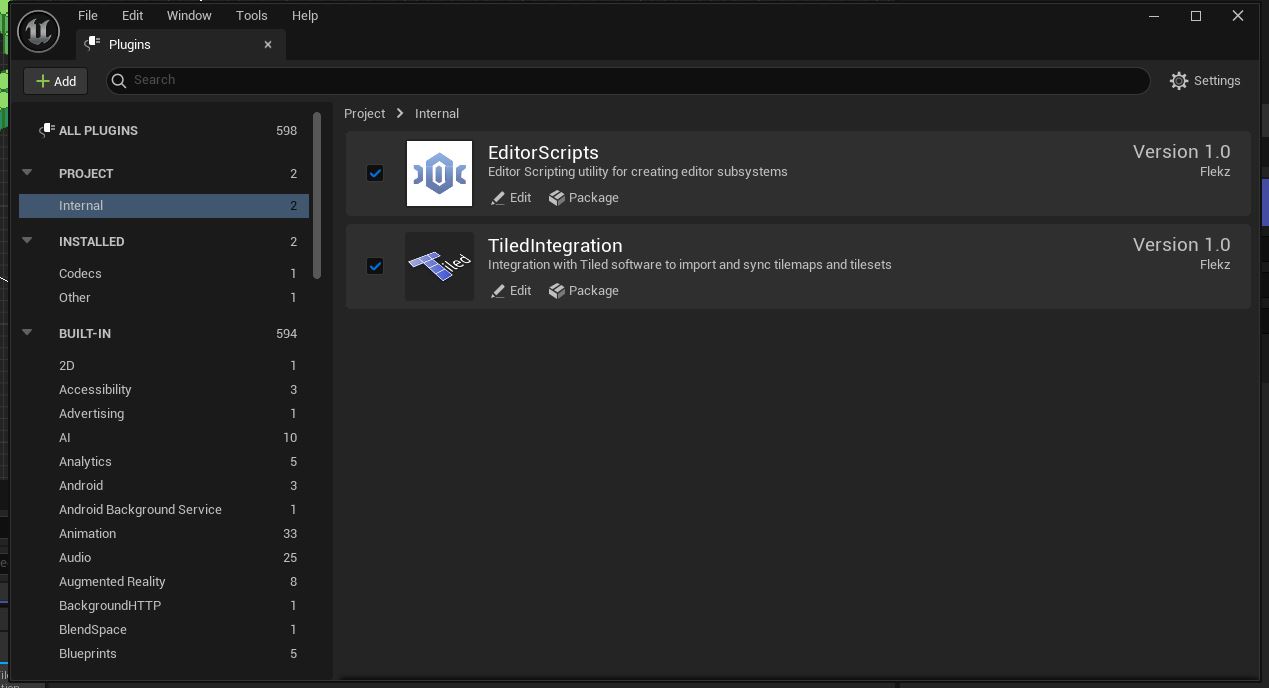 File Edit Window Tools Help
Plugins
Add Search Settings
ALL PLUGINS 598
PROJECT 2
Internal 2
INSTALLED 2
Codecs 1
Other 1
BUILT-IN 594
2D 1
Accessibility 3
Advertising 1
AI 10
Analytics 5
Android 3
Android Background Service 1
Animation 33
Audio 25
Augmented Reality 8
BackgroundHTTP 1
BlendSpace 1
Blueprints 5
Project > Internal
EditorScripts Version 1.0
Editor Scripting utility for creating editor subsystems Flekz
Edit Package
Tiled
TiledIntegration Version 1.0
Integration with Tiled software to import and sync tilemaps and tilesets Flekz
Edit Package